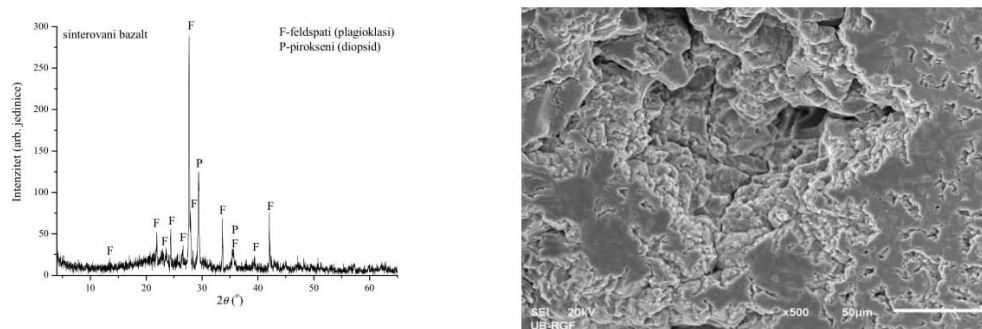 sinterovani bazalt
F-feldspati (plagioklasi)
P-pirokseni (diopsid)
Intenzitet (arb. jedinice)
300
250
200
150
100
50
0
F
F
F
F
F
F
F
P
F
P
F
F
F
10
20
30
40
50
60
2θ (°)
SEI 20kV x500 50µm
UB-RGF